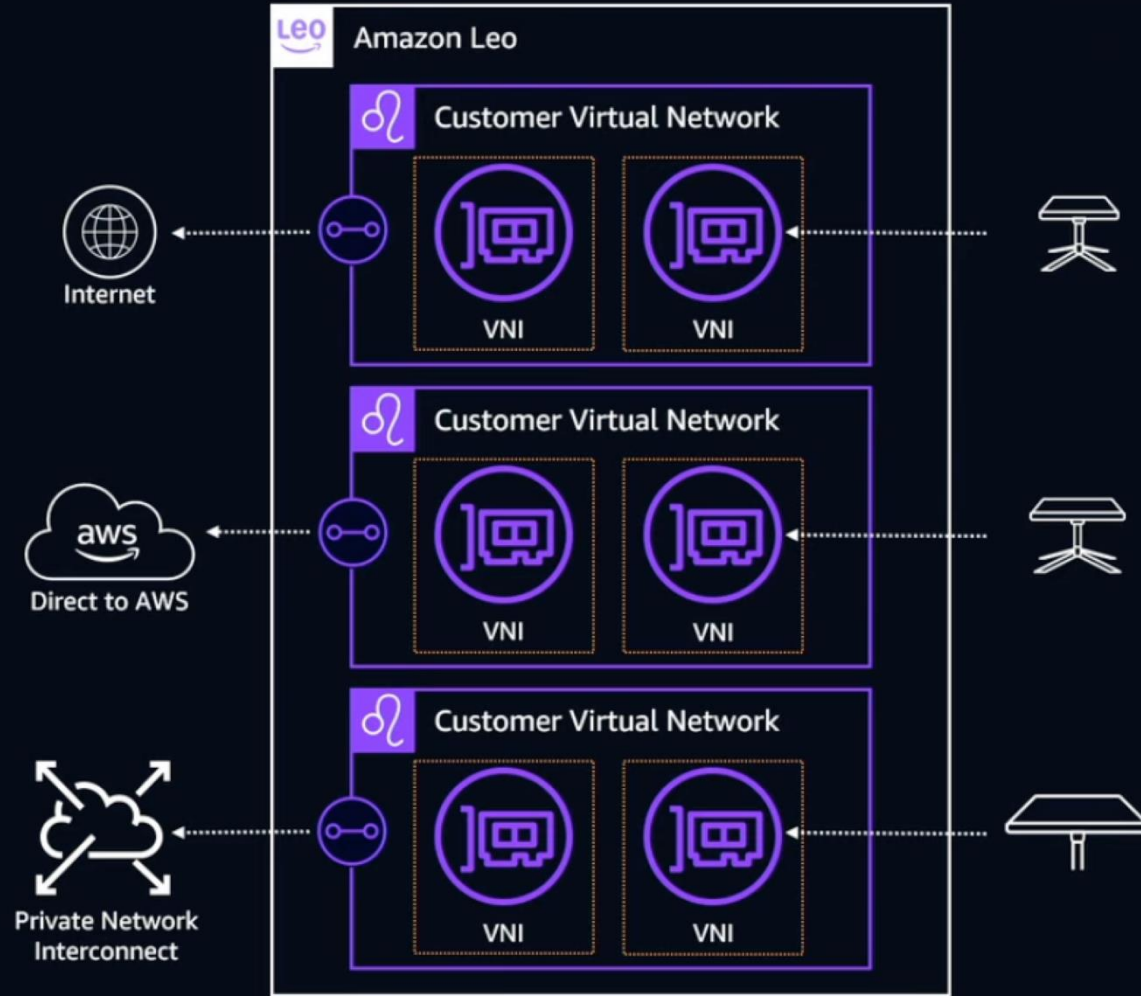 Leo
Amazon Leo
Customer Virtual Network
VNI
VNI
Internet
Customer Virtual Network
VNI
VNI
aws
Direct to AWS
Customer Virtual Network
VNI
VNI
Private Network
Interconnect